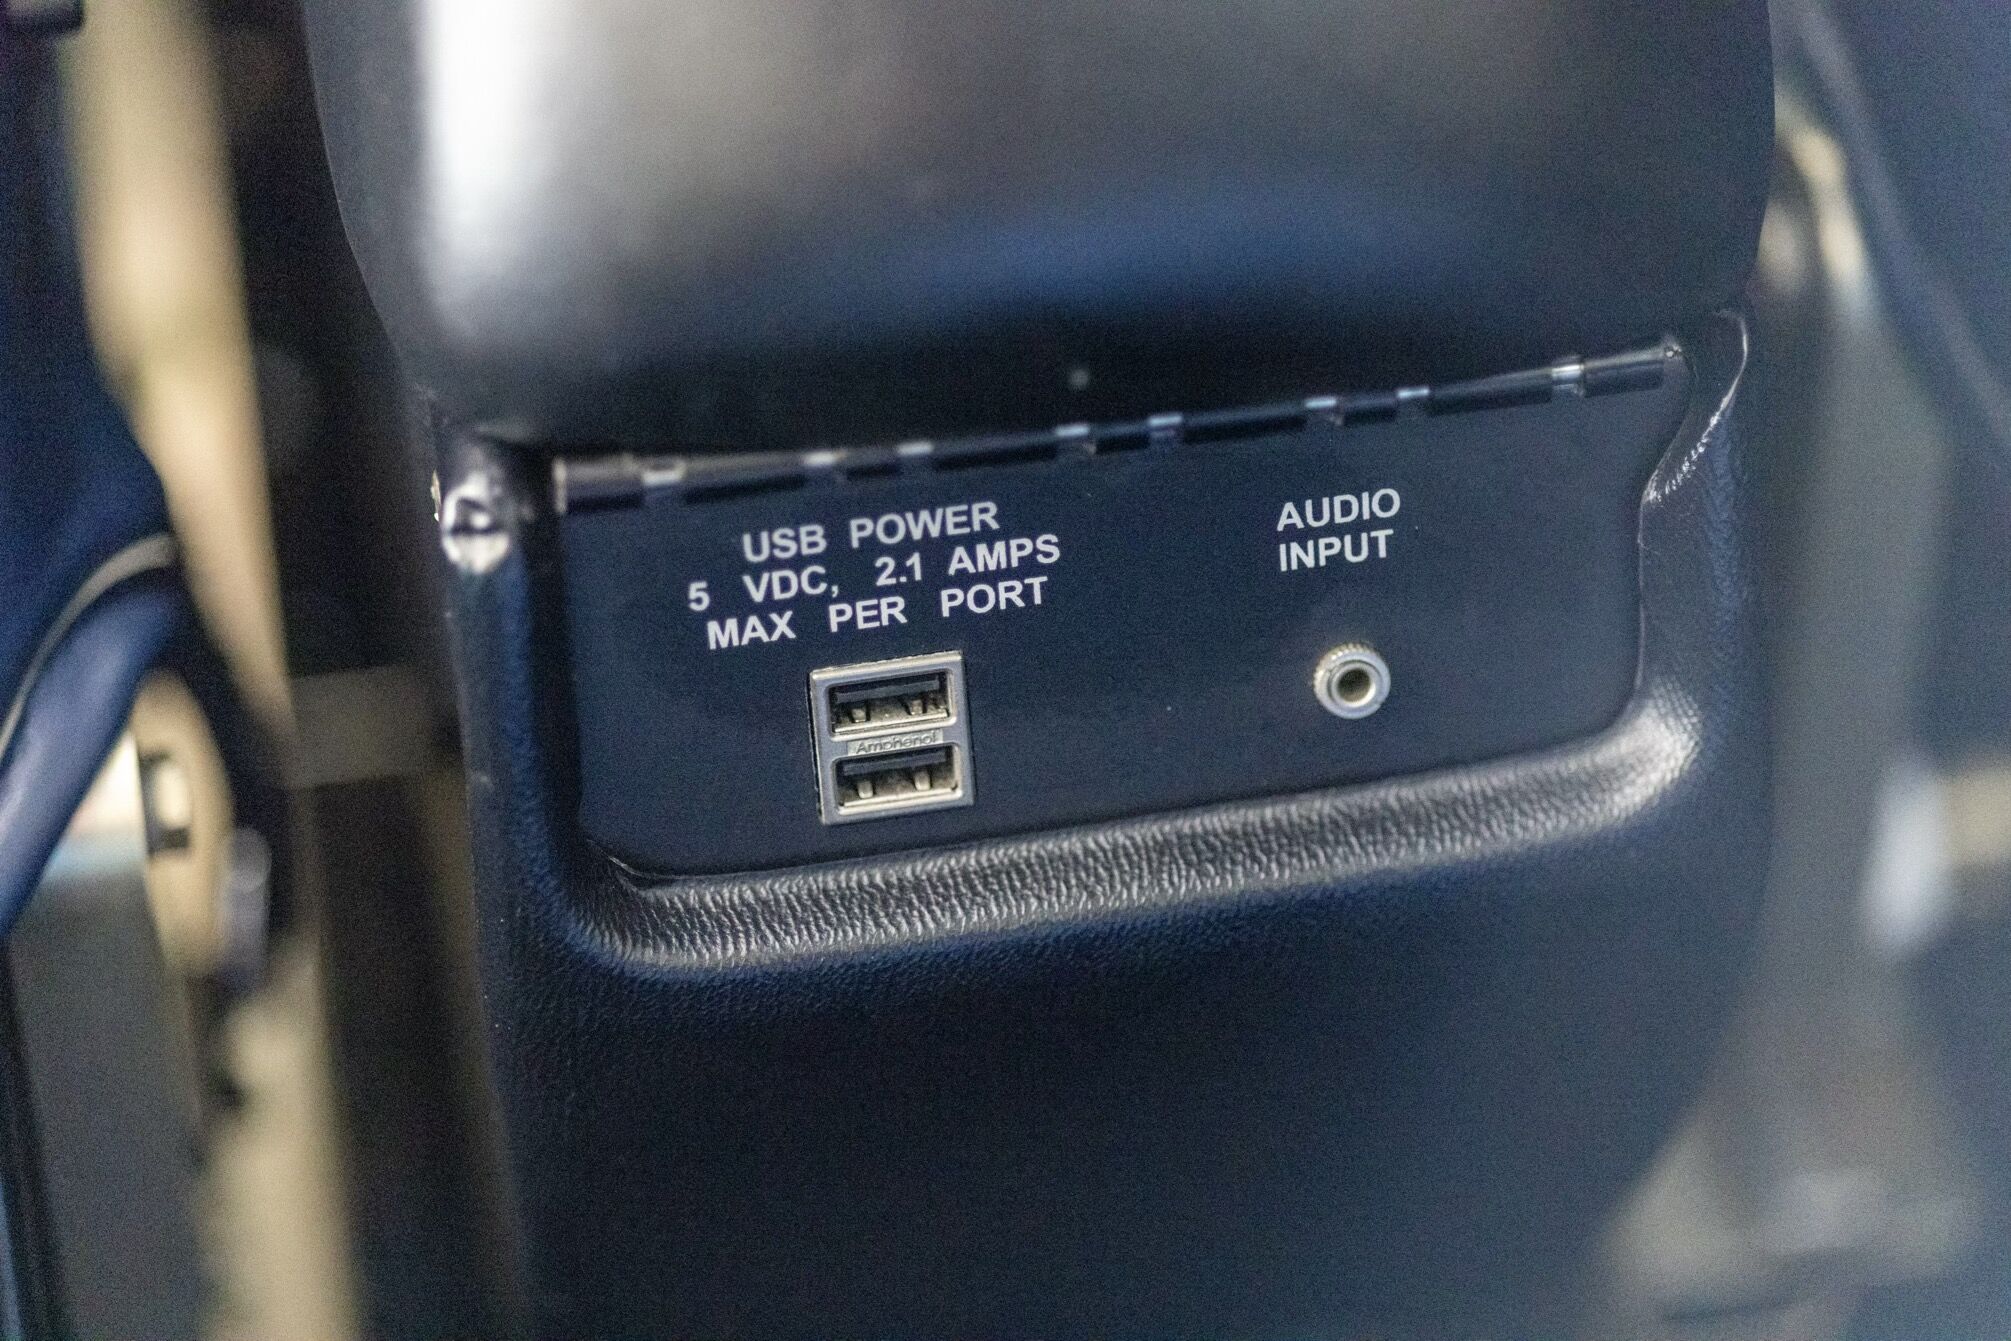 USB POWER
5 VDC, 2.1 AMPS
MAX PER PORT
AUDIO
INPUT
Amphenol